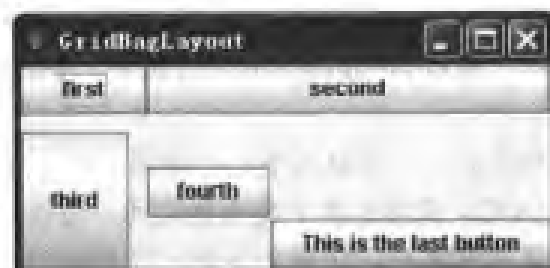 GridBagLayout
first second
third fourth
This is the last button